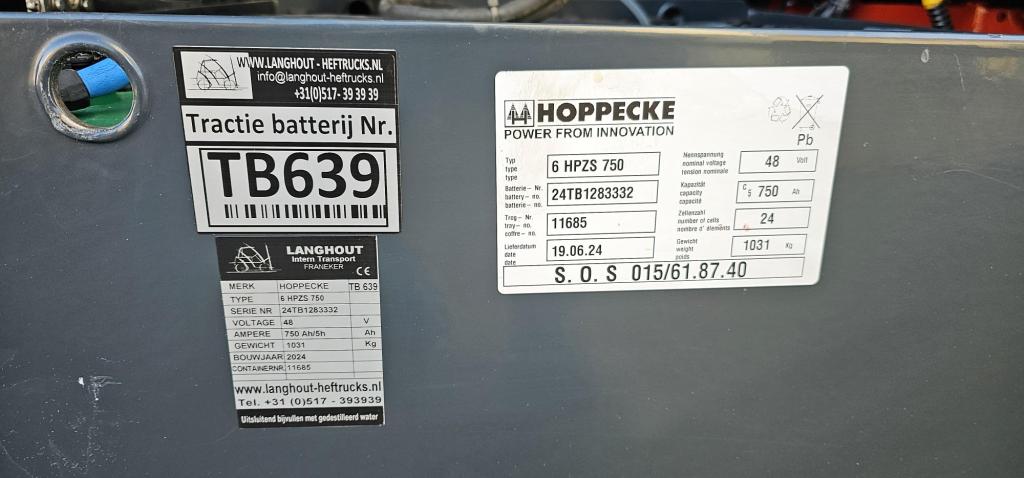 WWW.LANGHOUT - HEFTRUCKS.NL
info@langhout-heftrucks.nl
+31(0)517- 39 39 39
Tractie batterij Nr.
TB639
LANGHOUT
Intern Transport
FRANEKER
CE
MERK HOPPECKE TB 639
TYPE 6 HPZS 750
SERIE NR 24TB1283332
VOLTAGE 48 V
AMPERE 750 Ah/5h Ah
GEWICHT 1031 Kg
BOUWJAAR 2024
CONTAINERNR. 11685
www.langhout-heftrucks.nl
Tel. +31 (0)517 - 393939
Uitsluitend bijvullen met gedestilleerd water
HOPPECKE
POWER FROM INNOVATION
Pb
Typ
type
type
6 HPZS 750
Nennspannung
nominal voltage
tension nominale
48 Volt
Batterie- Nr.
battery- no.
batterie- no.
24TB1283332
Kapazität
capacity
capacité
C5 750 Ah
Trog- Nr.
tray- no.
coffre- no.
11685
Zellenzahl
number of cells
nombre d' élements
24
Lieferdatum
date
date
19.06.24
Gewicht
weight
poids
1031 Kg
S. O. S 015/61.87.40